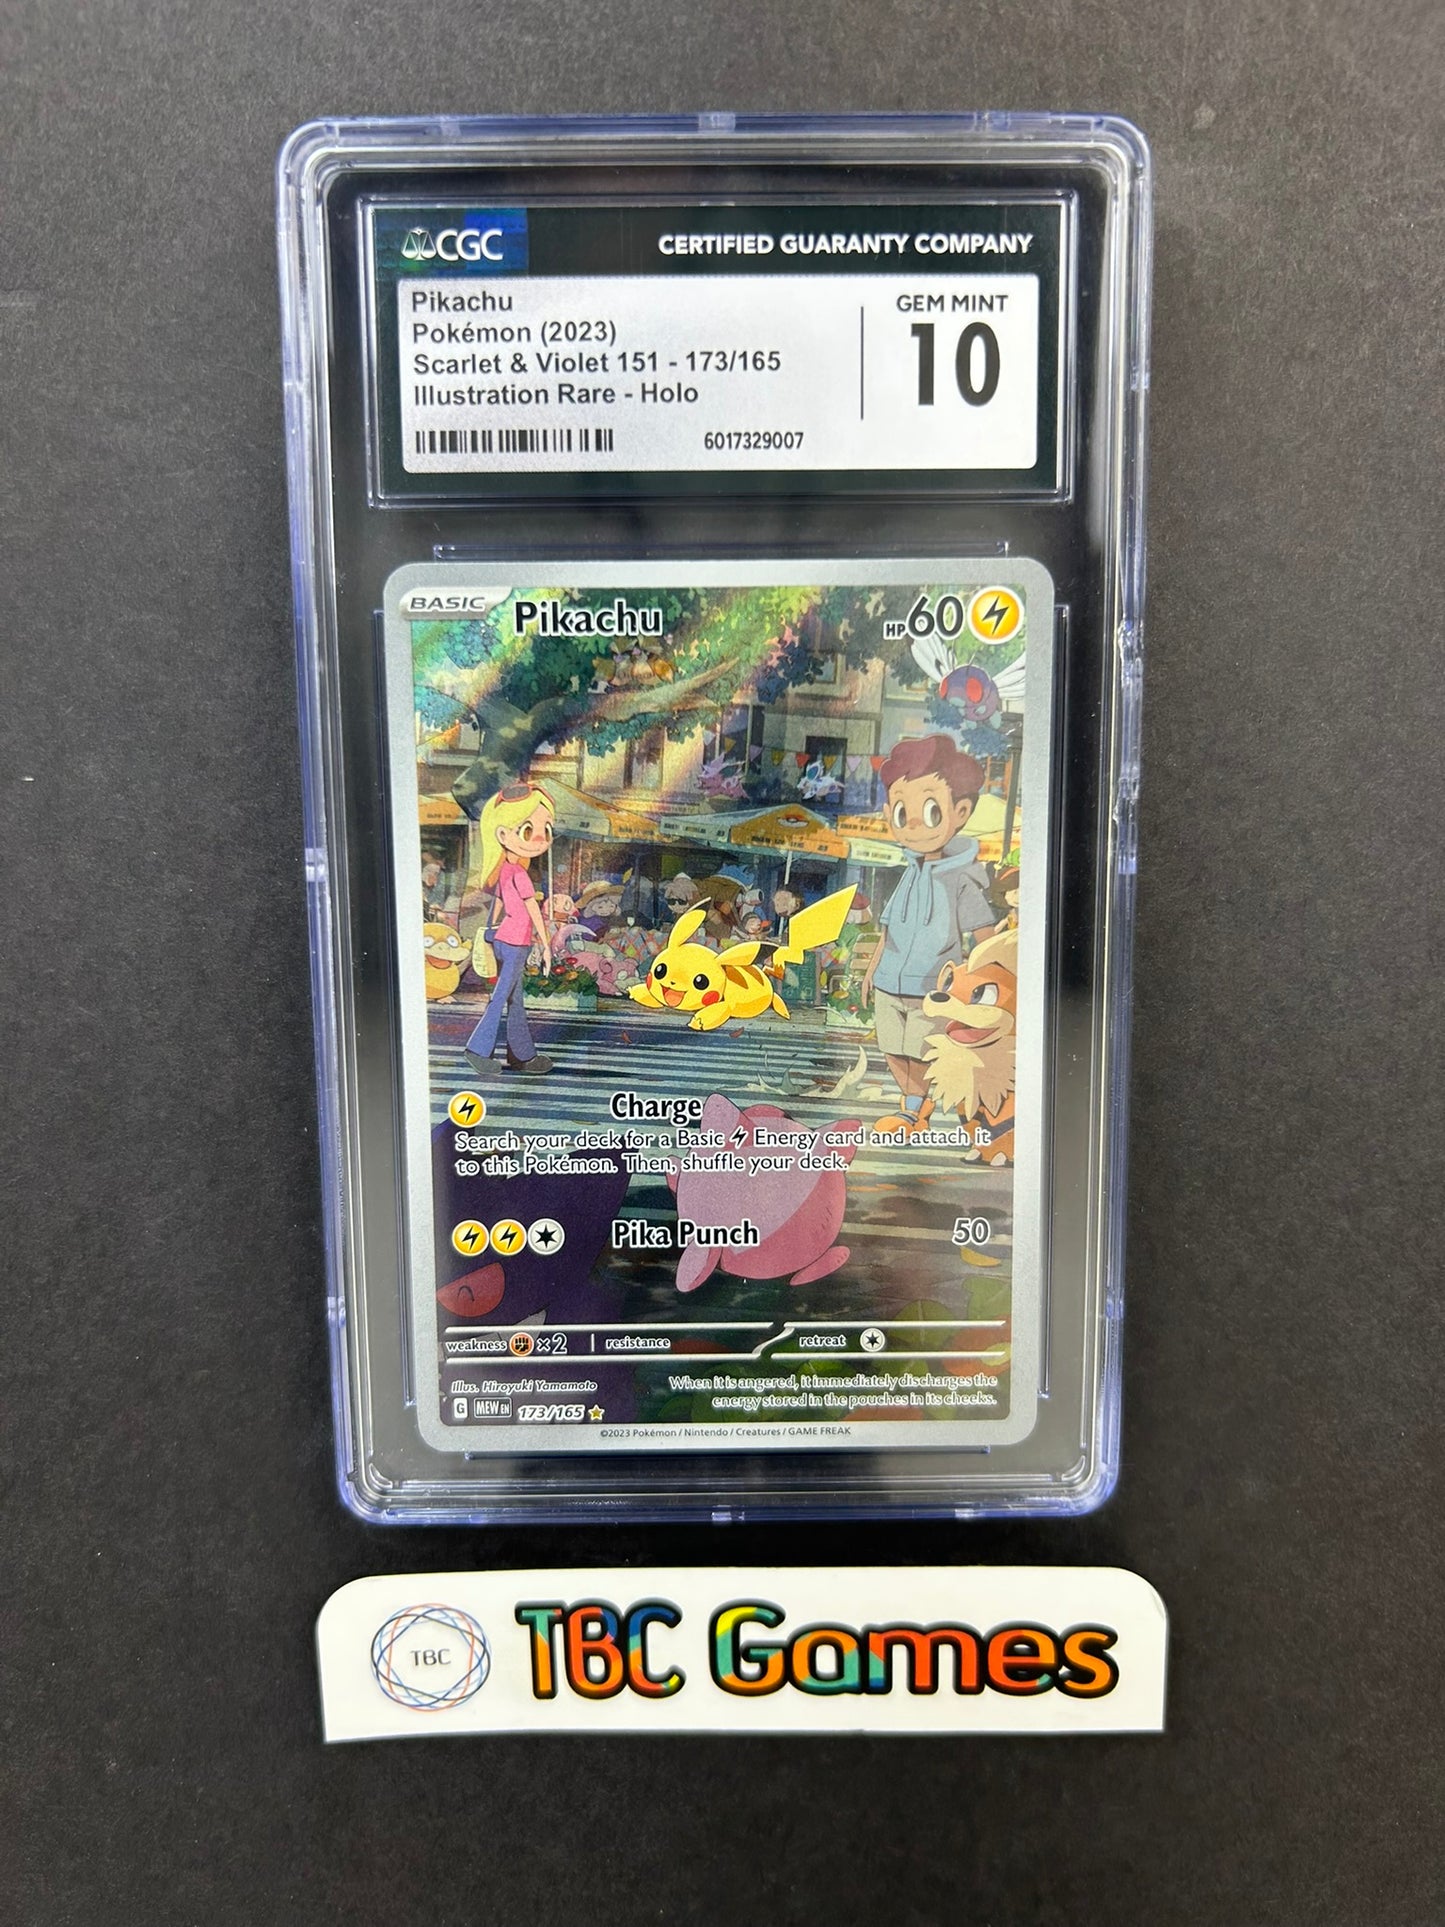 CGC
CERTIFIED GUARANTY COMPANY
Pikachu
Pokémon (2023)
Scarlet & Violet 151 - 173/165
Illustration Rare - Holo
6017329007
GEM MINT
10
BASIC
Pikachu
HP 60
Charge
Search your deck for a Basic Energy card and attach it
to this Pokémon. Then, shuffle your deck.
Pika Punch 50
weakness ×2 resistance retreat
Illus. Hiroyuki Yamamoto
G MEW EN 173/165
When it is angered, it immediately discharges the
energy stored in the pouches in its cheeks.
©2023 Pokémon / Nintendo / Creatures / GAME FREAK
TBC
TBC Games